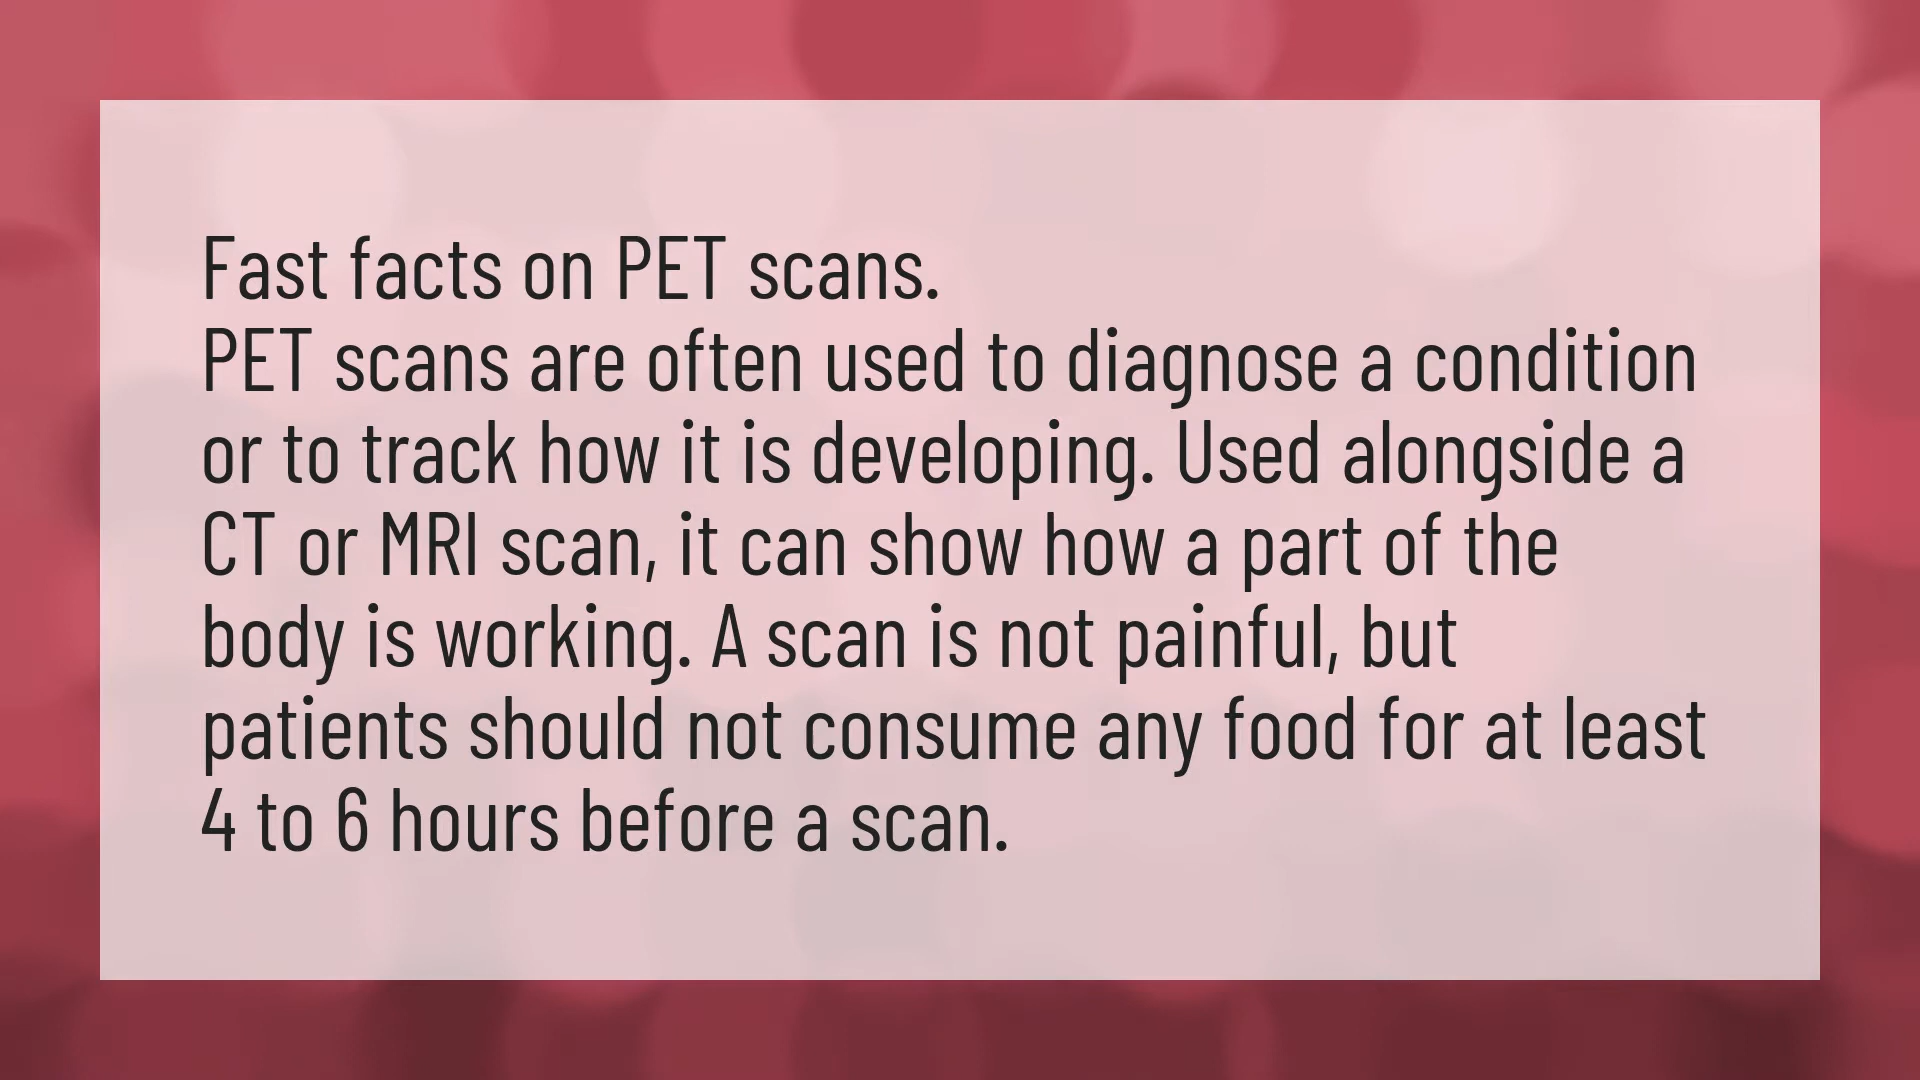 Fast facts on PET scans.
PET scans are often used to diagnose a condition
or to track how it is developing. Used alongside a
CT or MRI scan, it can show how a part of the
body is working. A scan is not painful, but
patients should not consume any food for at least
4 to 6 hours before a scan.